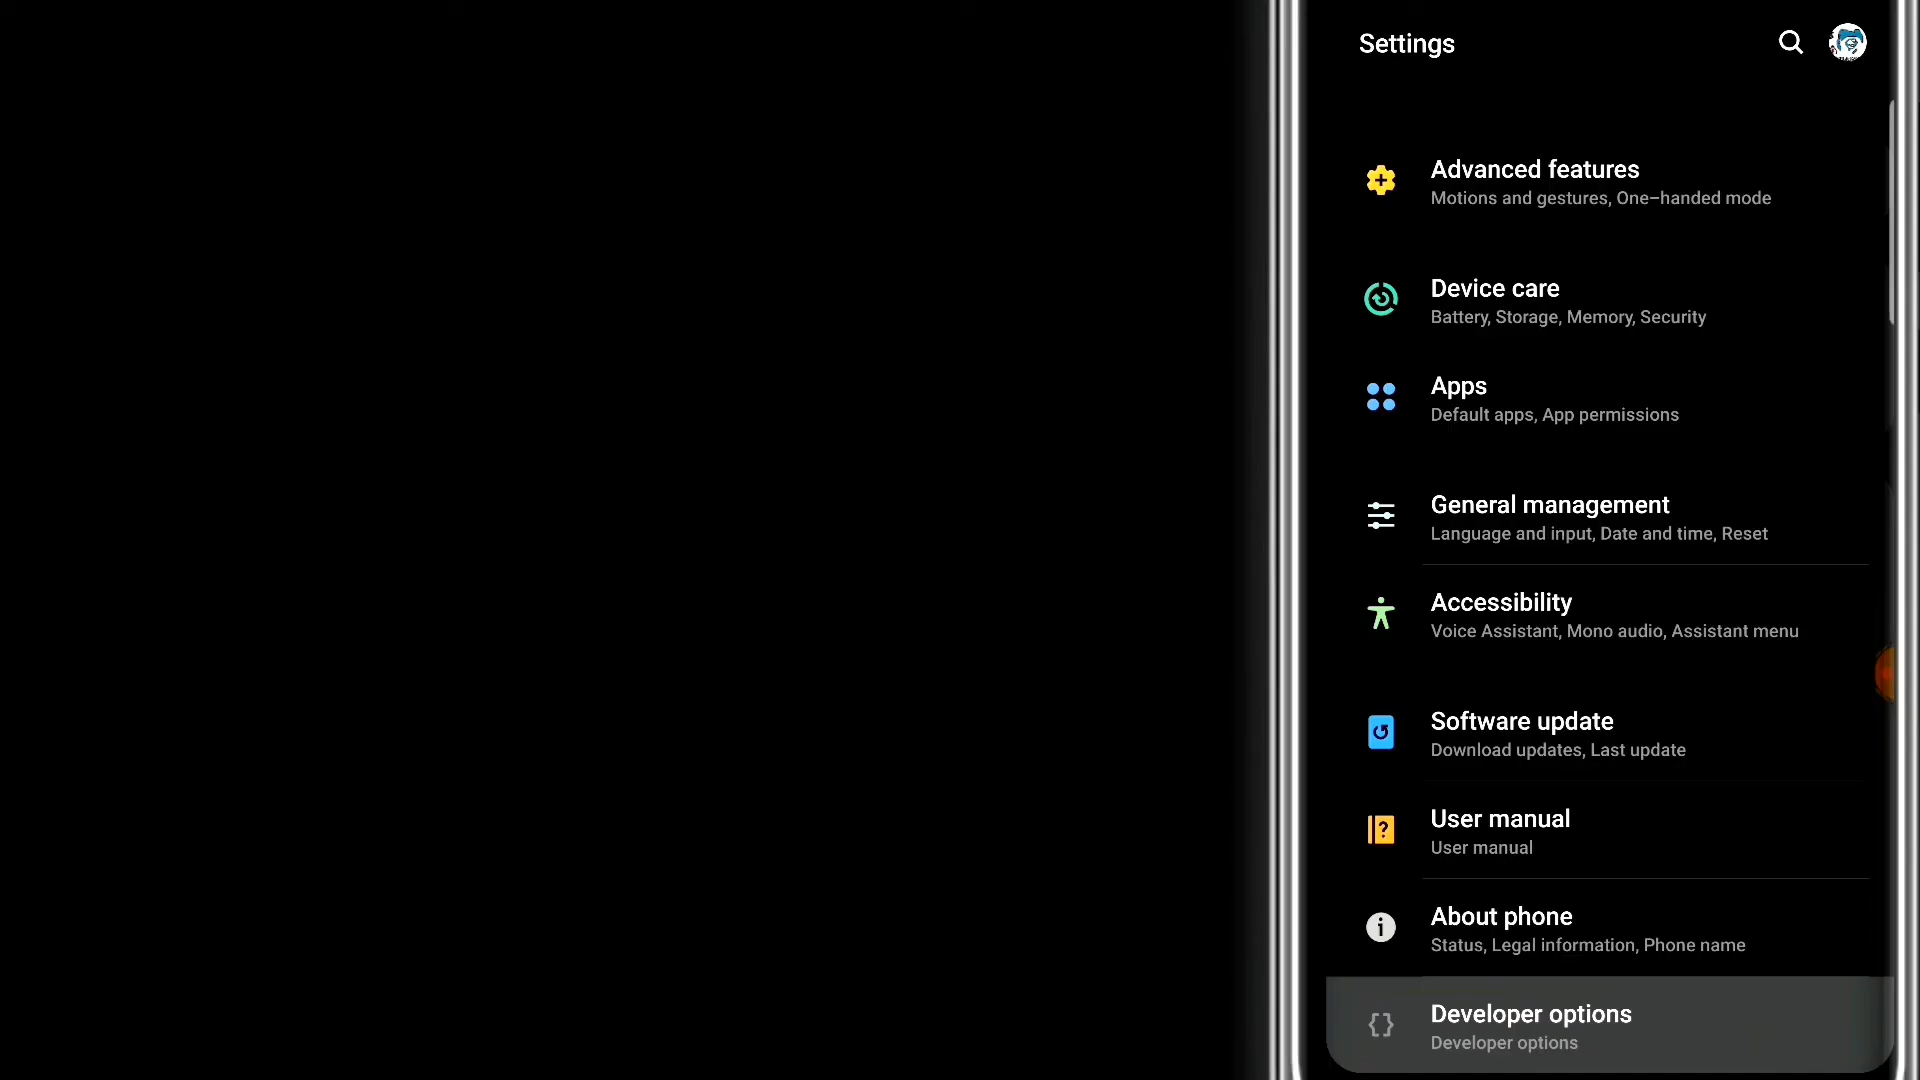 Settings
Advanced features
Motions and gestures, One-handed mode
Device care
Battery, Storage, Memory, Security
Apps
Default apps, App permissions
General management
Language and input, Date and time, Reset
Accessibility
Voice Assistant, Mono audio, Assistant menu
Software update
Download updates, Last update
User manual
User manual
About phone
Status, Legal information, Phone name
Developer options
Developer options